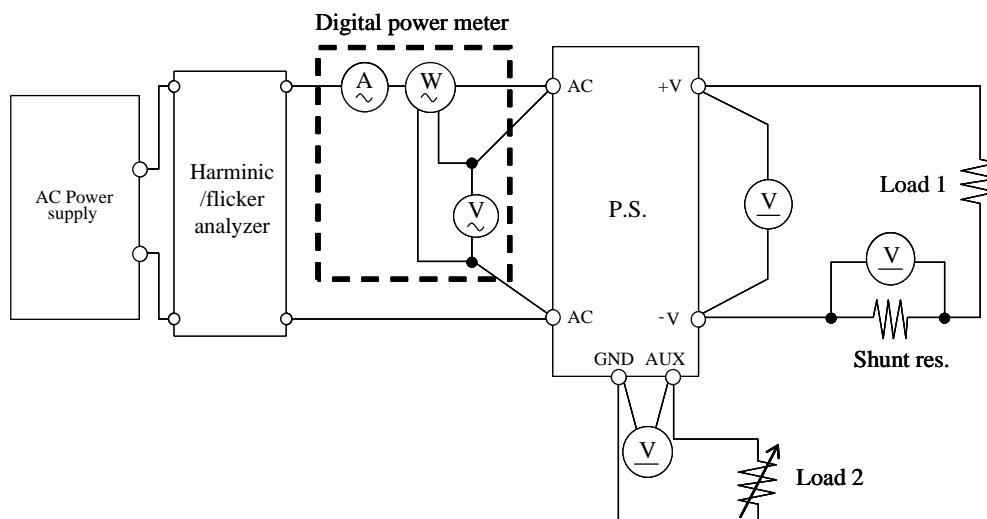 Digital power meter
A
W
AC
+V
AC Power
supply
Harminic
/flicker
analyzer
V
P.S.
V
Load 1
V
AC
-V
Shunt res.
GND
AUX
V
Load 2